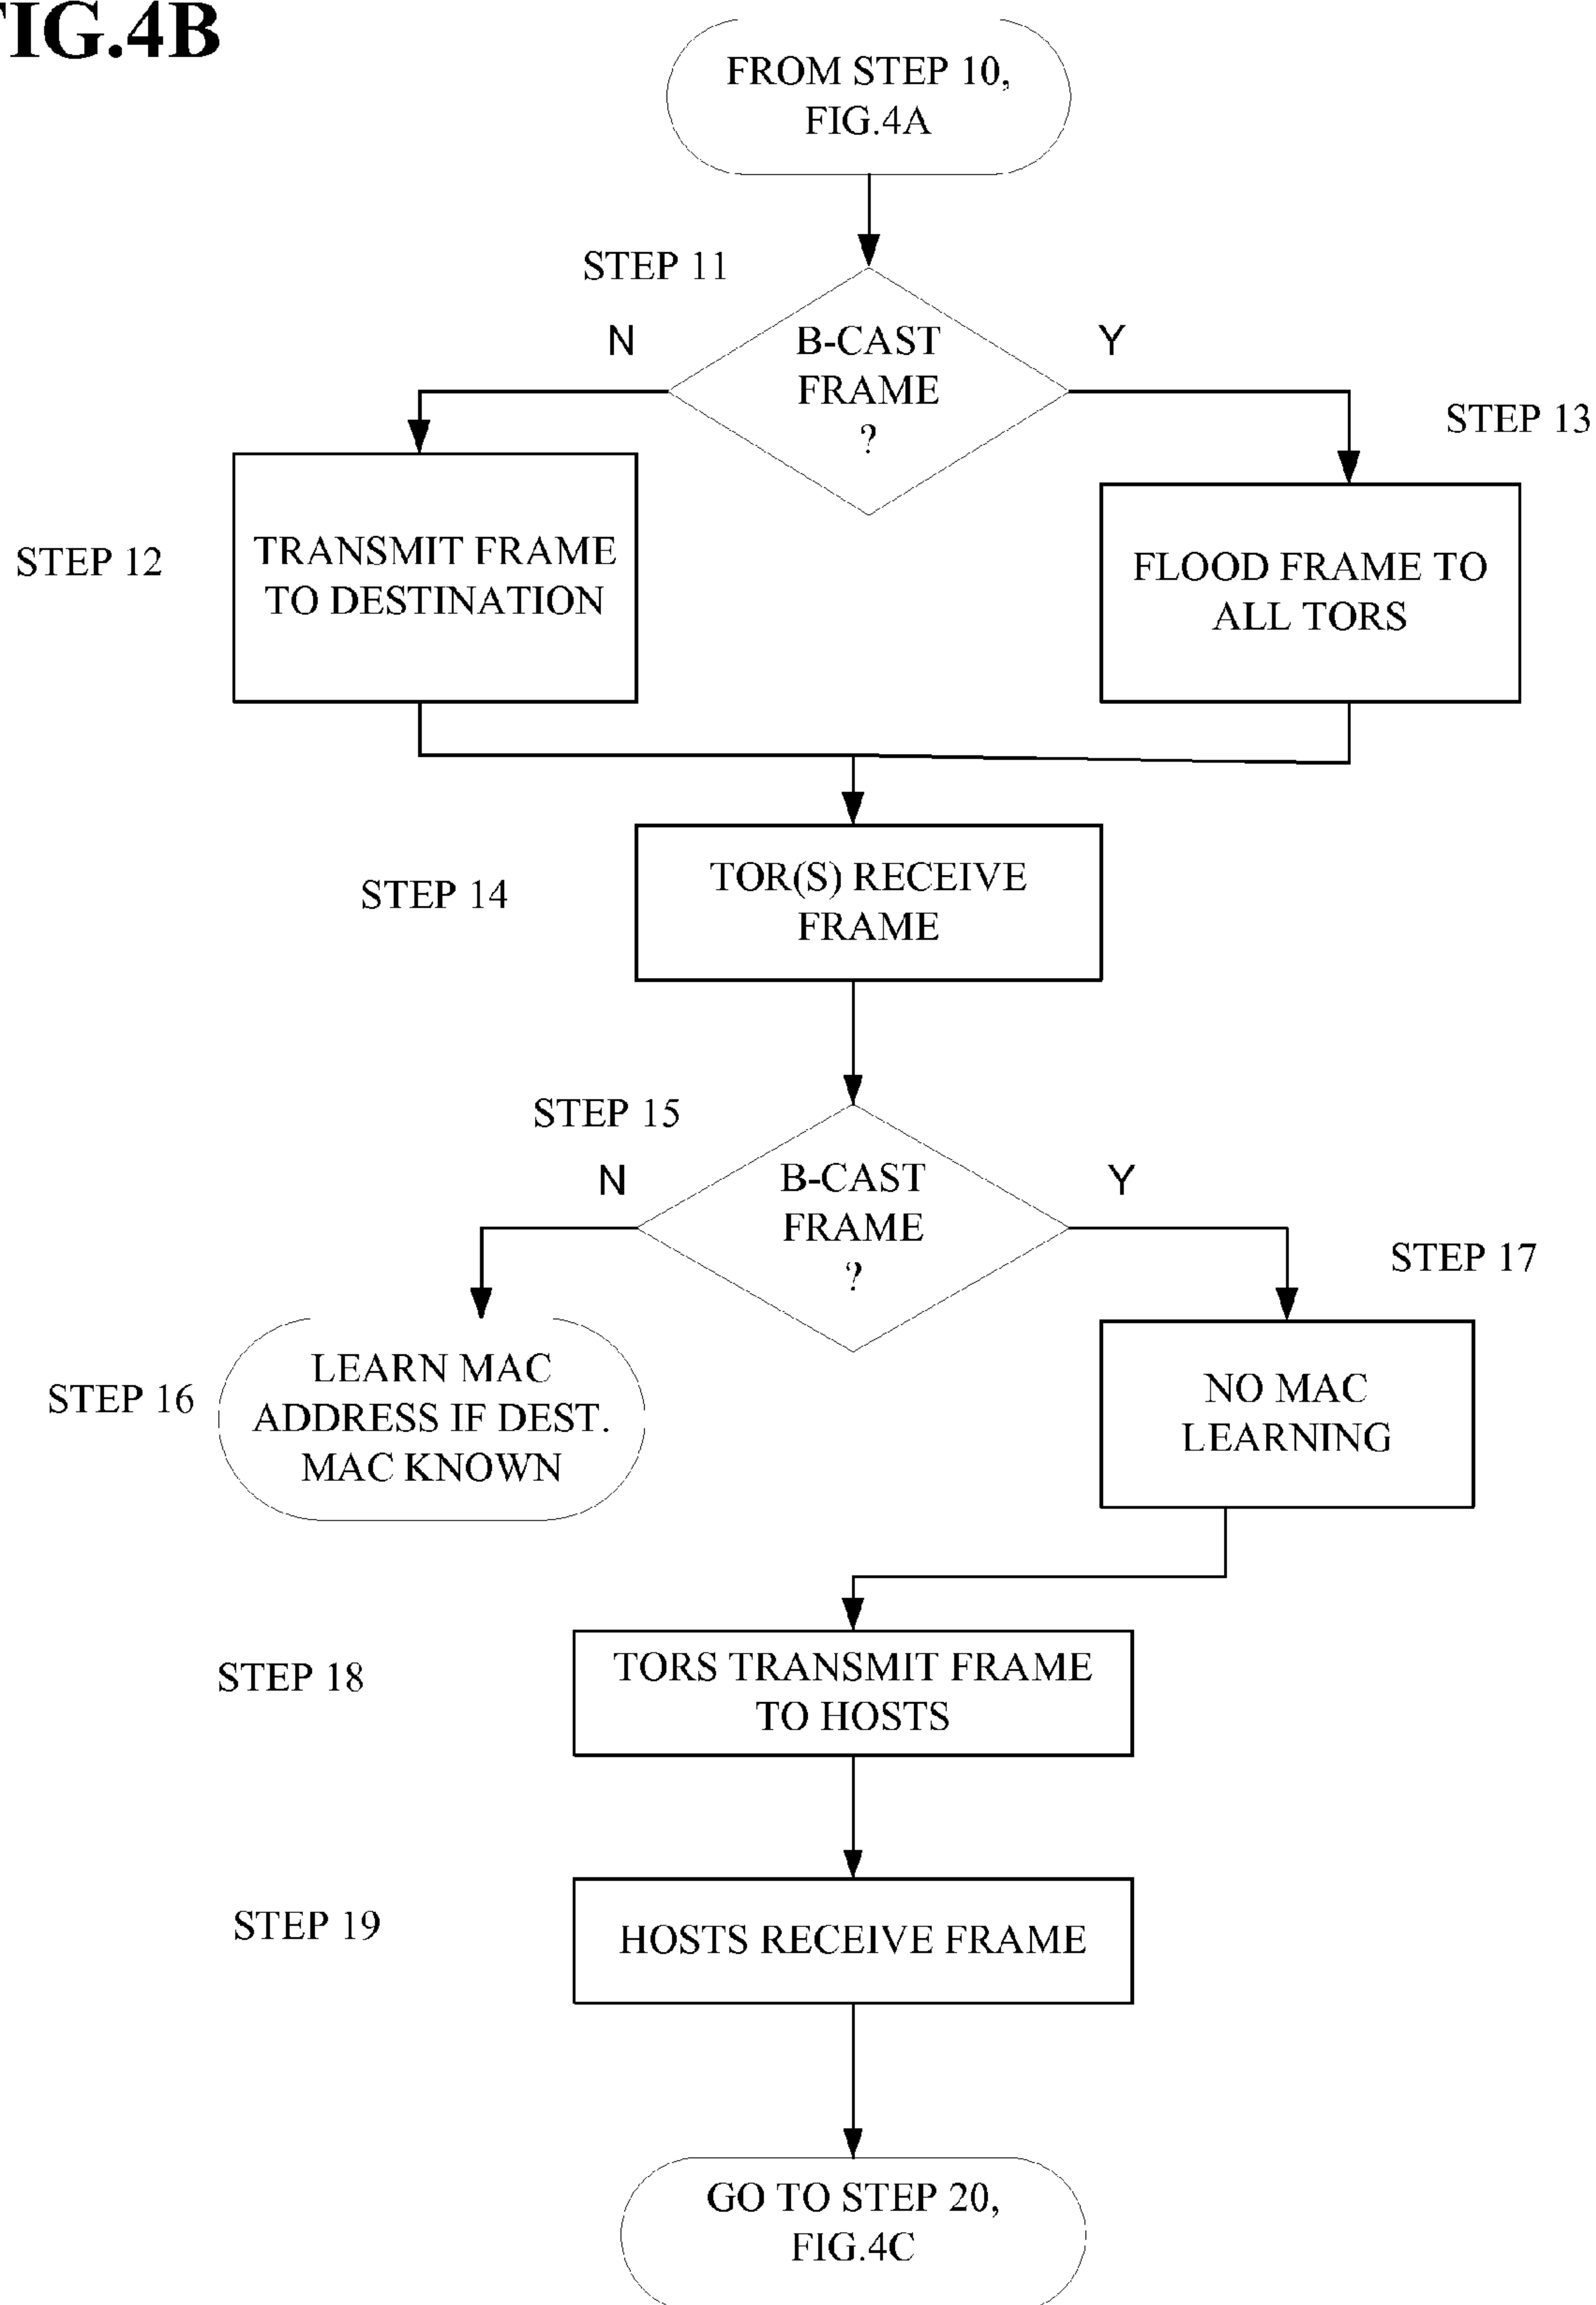 FIG.4B
FROM STEP 10,
FIG.4A
STEP 11
B-CAST
FRAME
?
N
Y
STEP 13
STEP 12
TRANSMIT FRAME
TO DESTINATION
FLOOD FRAME TO
ALL TORS
STEP 14
TOR(S) RECEIVE
FRAME
STEP 15
B-CAST
FRAME
?
N
Y
STEP 17
STEP 16
LEARN MAC
ADDRESS IF DEST.
MAC KNOWN
NO MAC
LEARNING
STEP 18
TORS TRANSMIT FRAME
TO HOSTS
STEP 19
HOSTS RECEIVE FRAME
GO TO STEP 20,
FIG.4C